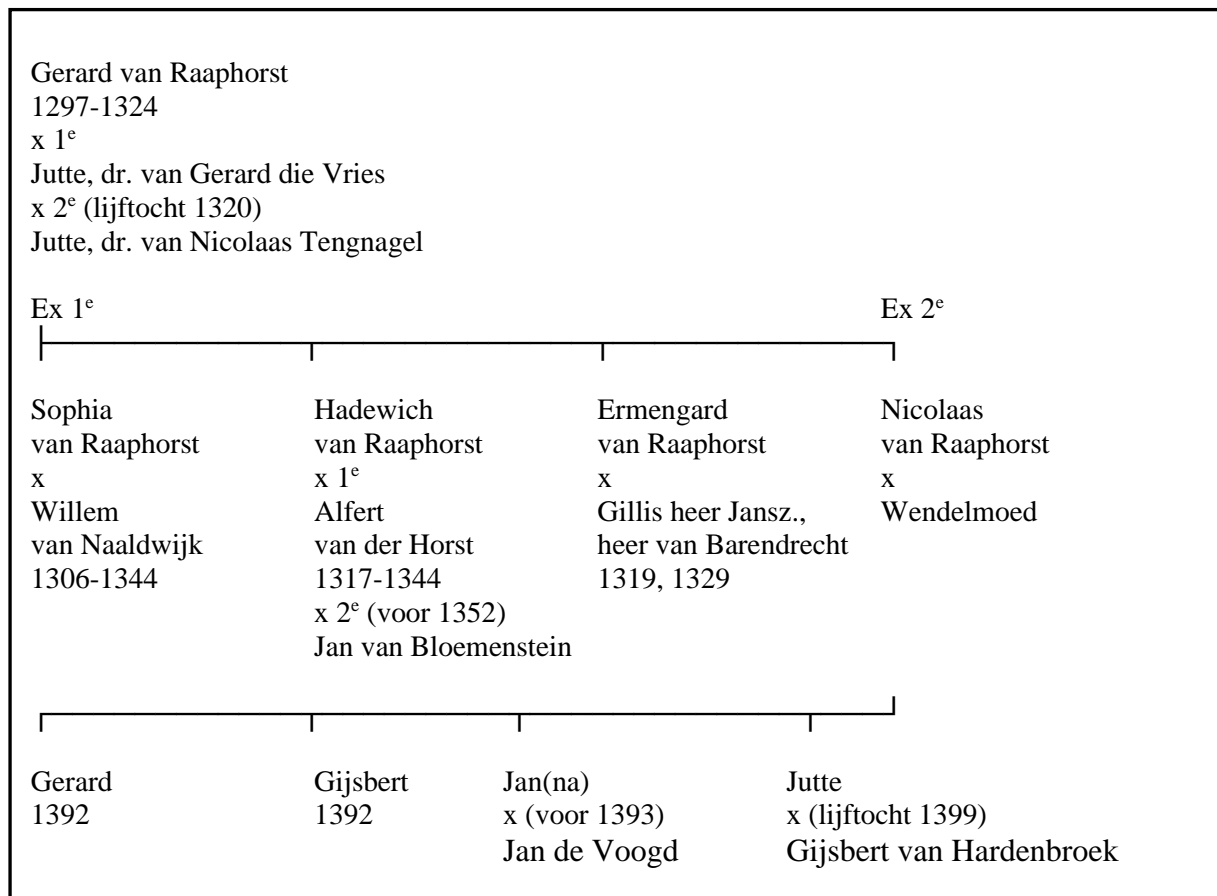 Gerard van Raaphorst
1297-1324
x 1e
Jutte, dr. van Gerard die Vries
x 2e (lijftocht 1320)
Jutte, dr. van Nicolaas Tengnagel
Ex 1e
Ex 2e
Sophia
van Raaphorst
x
Willem
van Naaldwijk
1306-1344
Hadewich
van Raaphorst
x 1e
Alfert
van der Horst
1317-1344
x 2e (voor 1352)
Jan van Bloemenstein
Ermengard
van Raaphorst
x
Gillis heer Jansz.,
heer van Barendrecht
1319, 1329
Nicolaas
van Raaphorst
x
Wendelmoed
Gerard
1392
Gijsbert
1392
Jan(na)
x (voor 1393)
Jan de Voogd
Jutte
x (lijftocht 1399)
Gijsbert van Hardenbroek